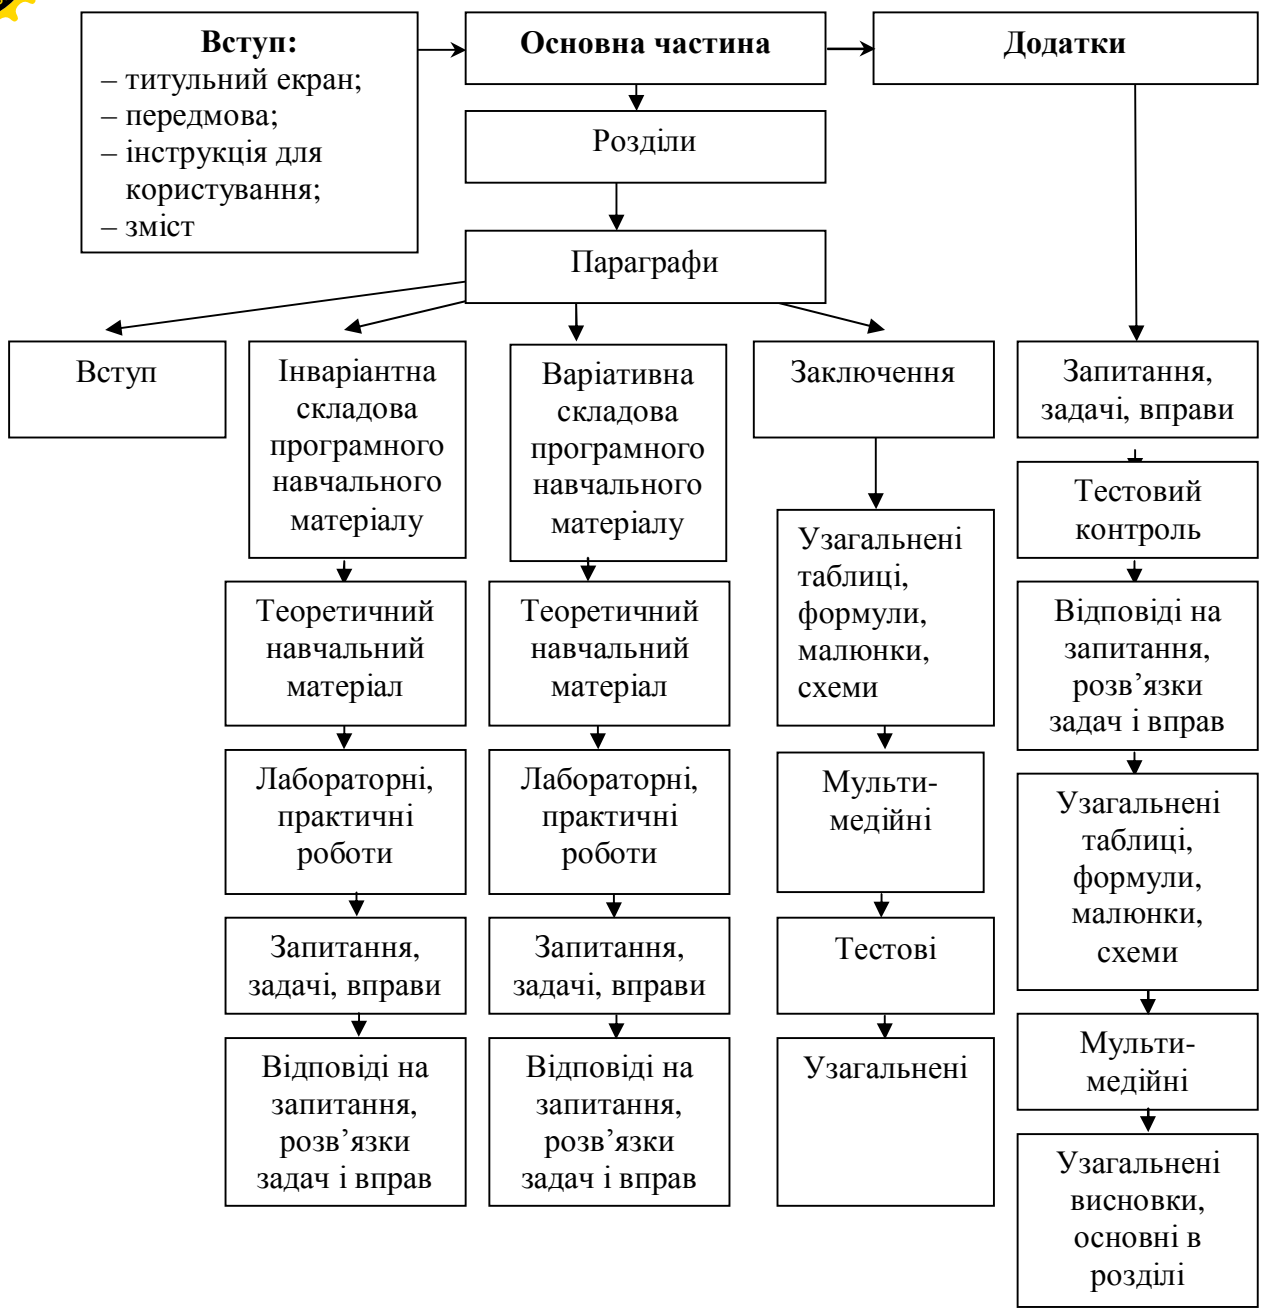 Вступ:
– титульний екран;
– передмова;
– інструкція для
користування;
– зміст
Основна частина
Додатки
Розділи
Параграфи
Вступ
Інваріантна
складова
програмного
навчального
матеріалу
Варіативна
складова
програмного
навчального
матеріалу
Заключення
Запитання,
задачі, вправи
Теоретичний
навчальний
матеріал
Лабораторні,
практичні
роботи
Запитання,
задачі, вправи
Відповіді на
запитання,
розв’язки
задач і вправ
Теоретичний
навчальний
матеріал
Лабораторні,
практичні
роботи
Запитання,
задачі, вправи
Відповіді на
запитання,
розв’язки
задач і вправ
Узагальнені
таблиці,
формули,
малюнки,
схеми
Мульти-
медійні
Тестові
Узагальнені
Тестовий
контроль
Відповіді на
запитання,
розв’язки
задач і вправ
Узагальнені
таблиці,
формули,
малюнки,
схеми
Мульти-
медійні
Узагальнені
висновки,
основні в
розділі